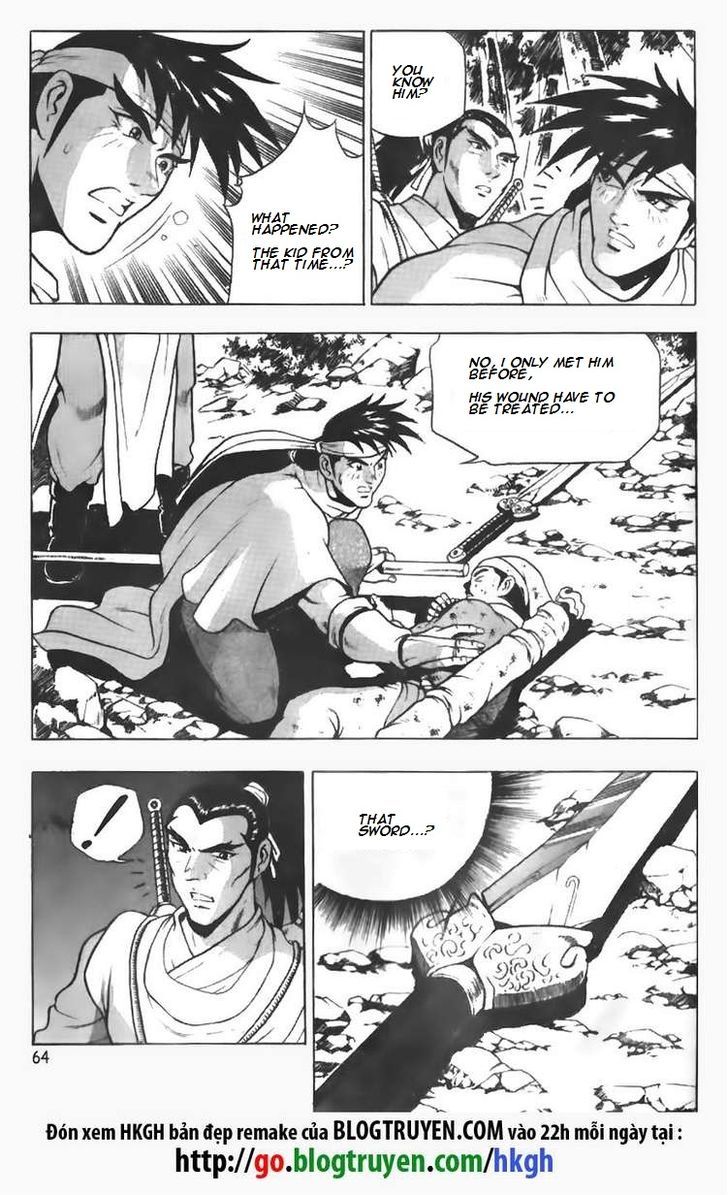 WHAT
HAPPENED?
THE KID FROM
THAT TIME...?
YOU
KNOW
HIM?
NO, I ONLY MET HIM
BEFORE,
HIS WOUND HAVE TO
BE TREATED...
!
THAT
SWORD...?
64
Đón xem HKGH bản đẹp remake của BLOGTRUYEN.COM vào 22h mỗi ngày tại :
http://go.blogtruyen.com/hkgh